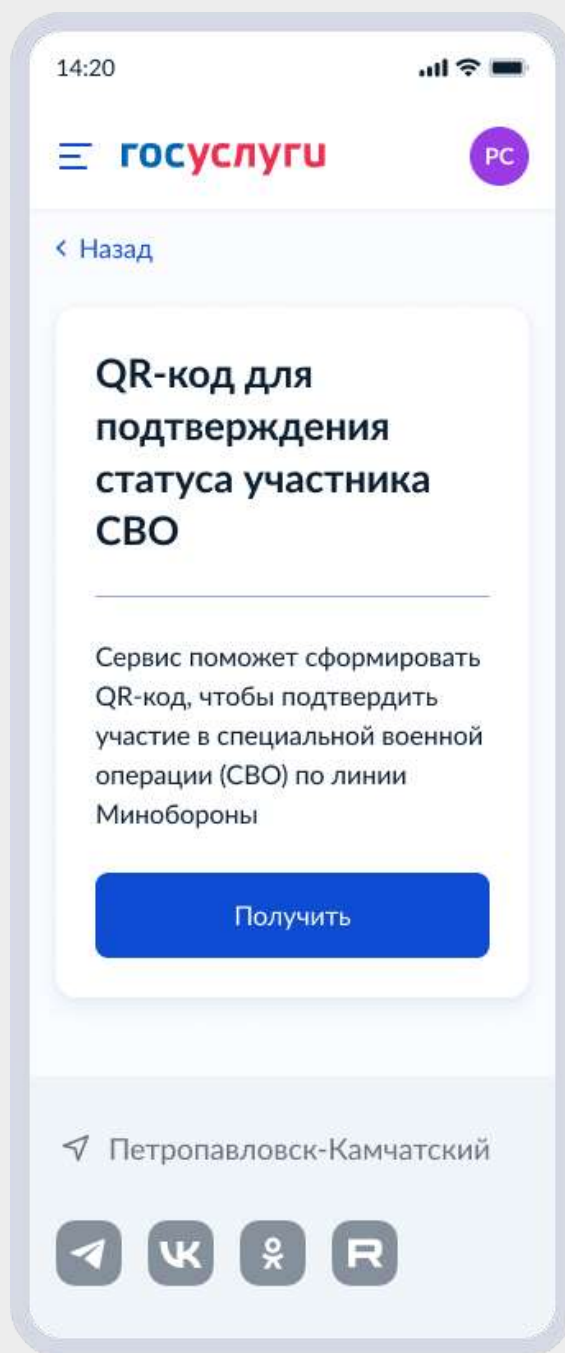 14:20
госуслуги
РС
Назад
QR-код для
подтверждения
статуса участника
СВО
Сервис поможет сформировать
QR-код, чтобы подтвердить
участие в специальной военной
операции (СВО) по линии
Минобороны
Получить
Петропавловск-Камчатский